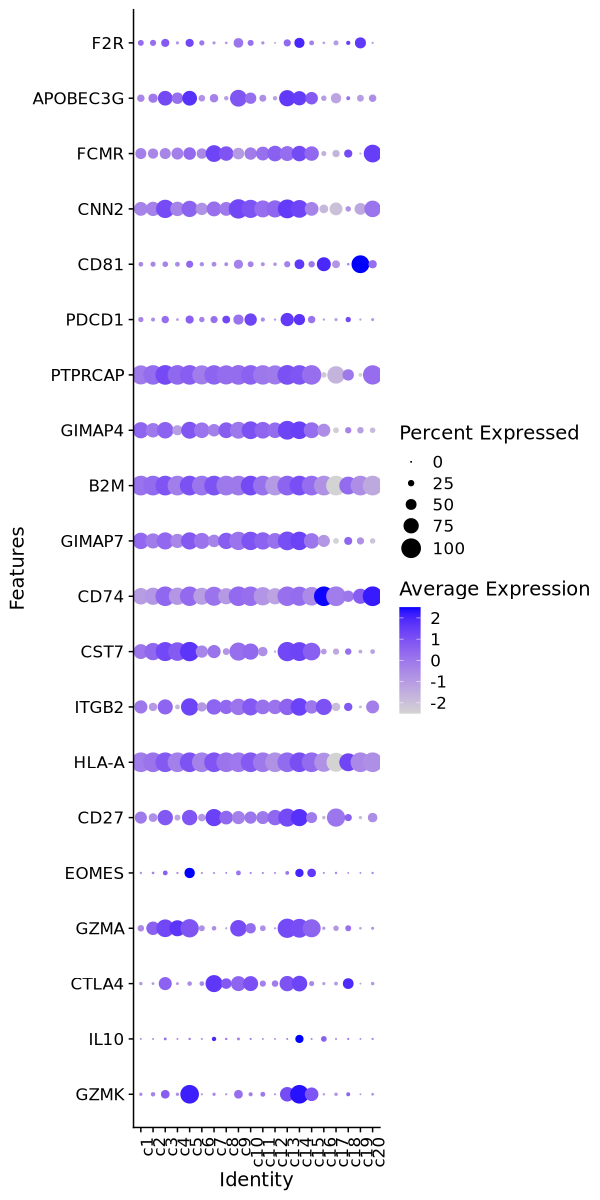 F2R
APOBEC3G
FCMR
CNN2
CD81
PDCD1
PTPRCAP
GIMAP4
B2M
GIMAP7
CD74
CST7
ITGB2
HLA-A
CD27
EOMES
GZMA
CTLA4
IL10
GZMK
Features
c1 c2 c3 c4 c5 c6 c7 c8 c9 c10 c11 c12 c13 c14 c15 c16 c17 c18 c19 c20
Identity
Percent Expressed
0
25
50
75
100
Average Expression
2
1
0
-1
-2